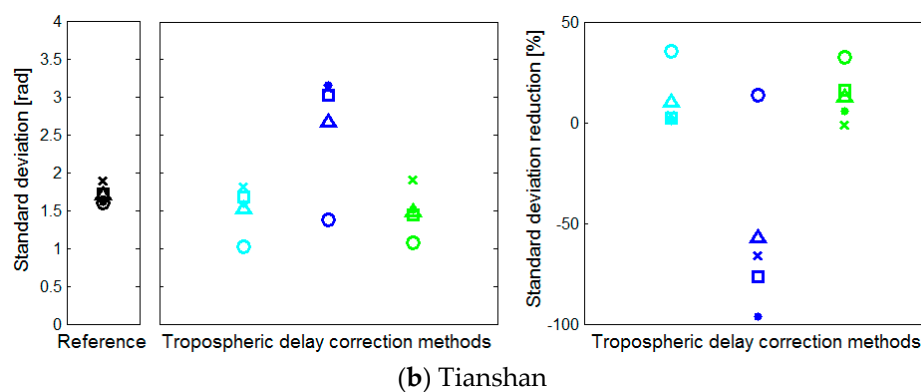 Standard deviation [rad]
4
3.5
3
2.5
2
1.5
1
0.5
0
Reference
Tropospheric delay correction methods
Standard deviation reduction [%]
50
0
-50
-100
Tropospheric delay correction methods
(b) Tianshan